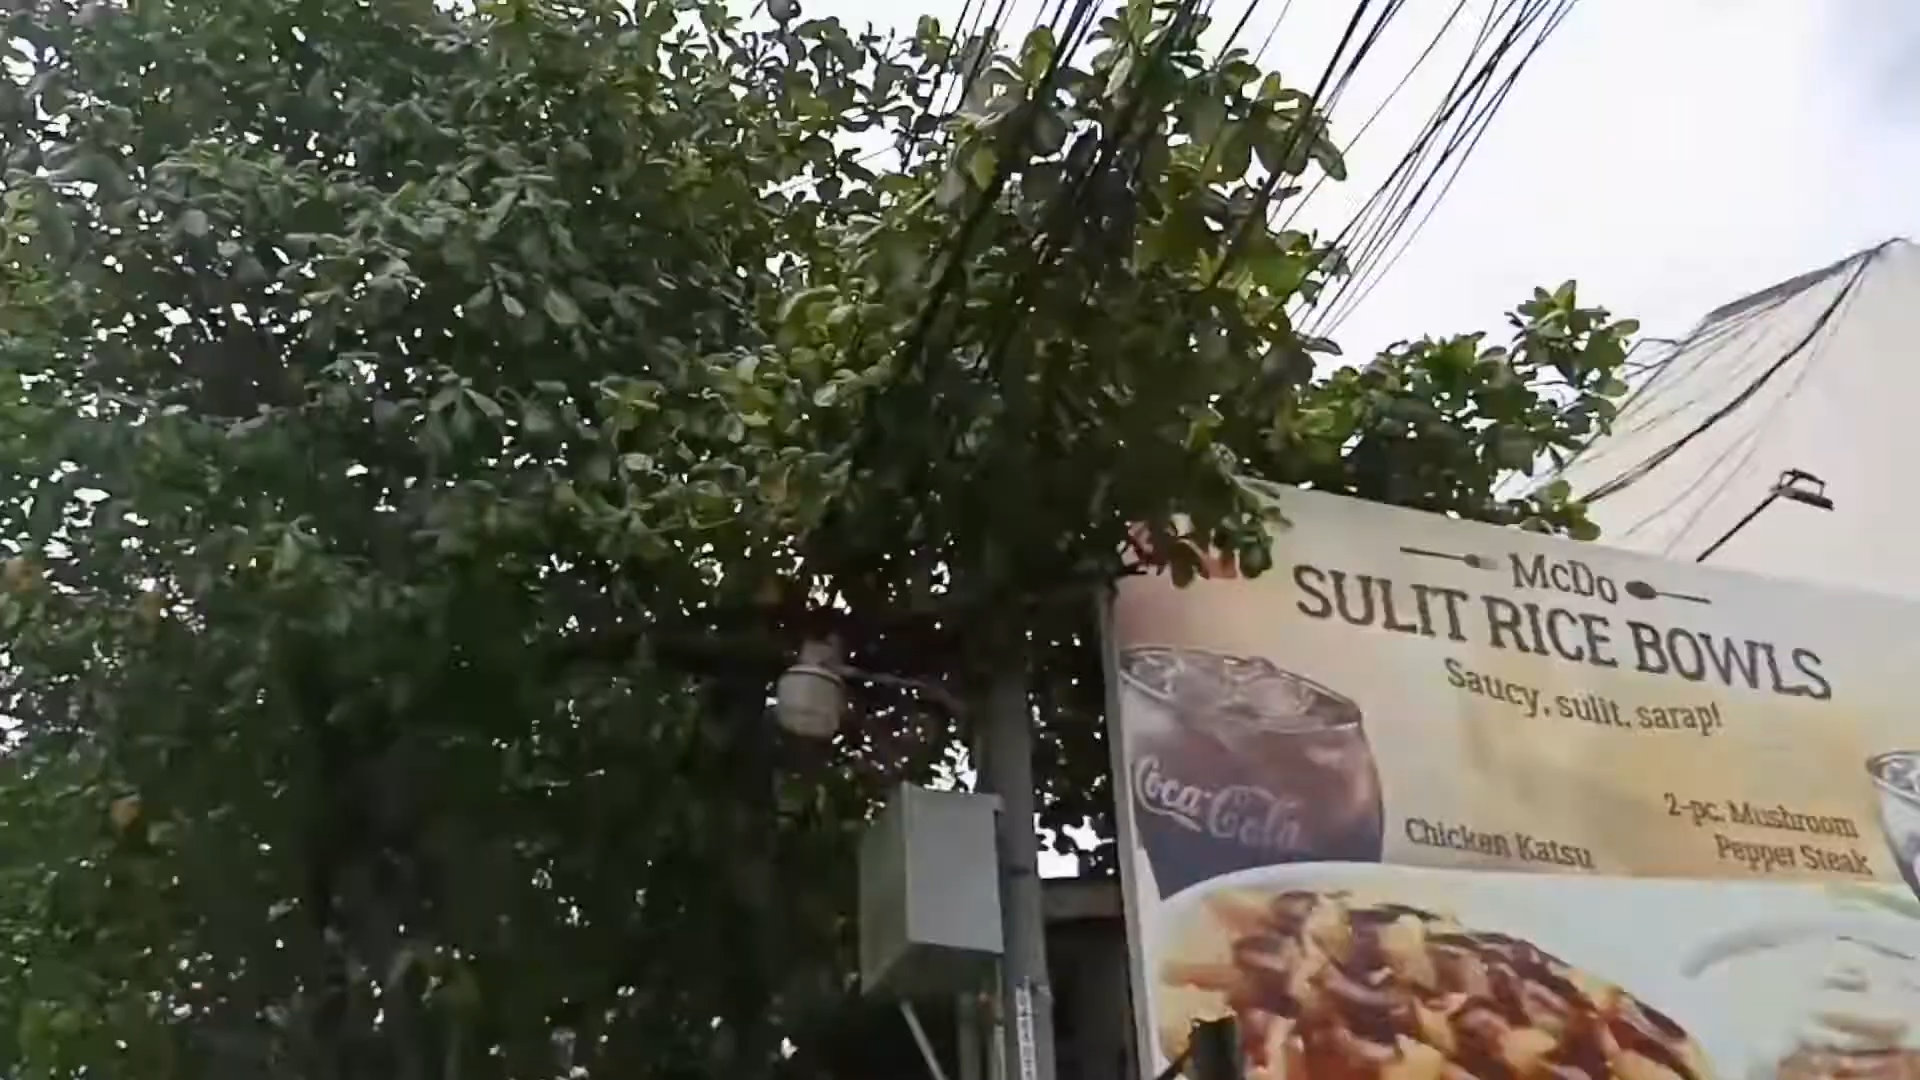 McDo
SULIT RICE BOWLS
Saucy, sulit, sarap!
Coca-Cola
Chicken Katsu
2-pc. Mushroom
Pepper Steak